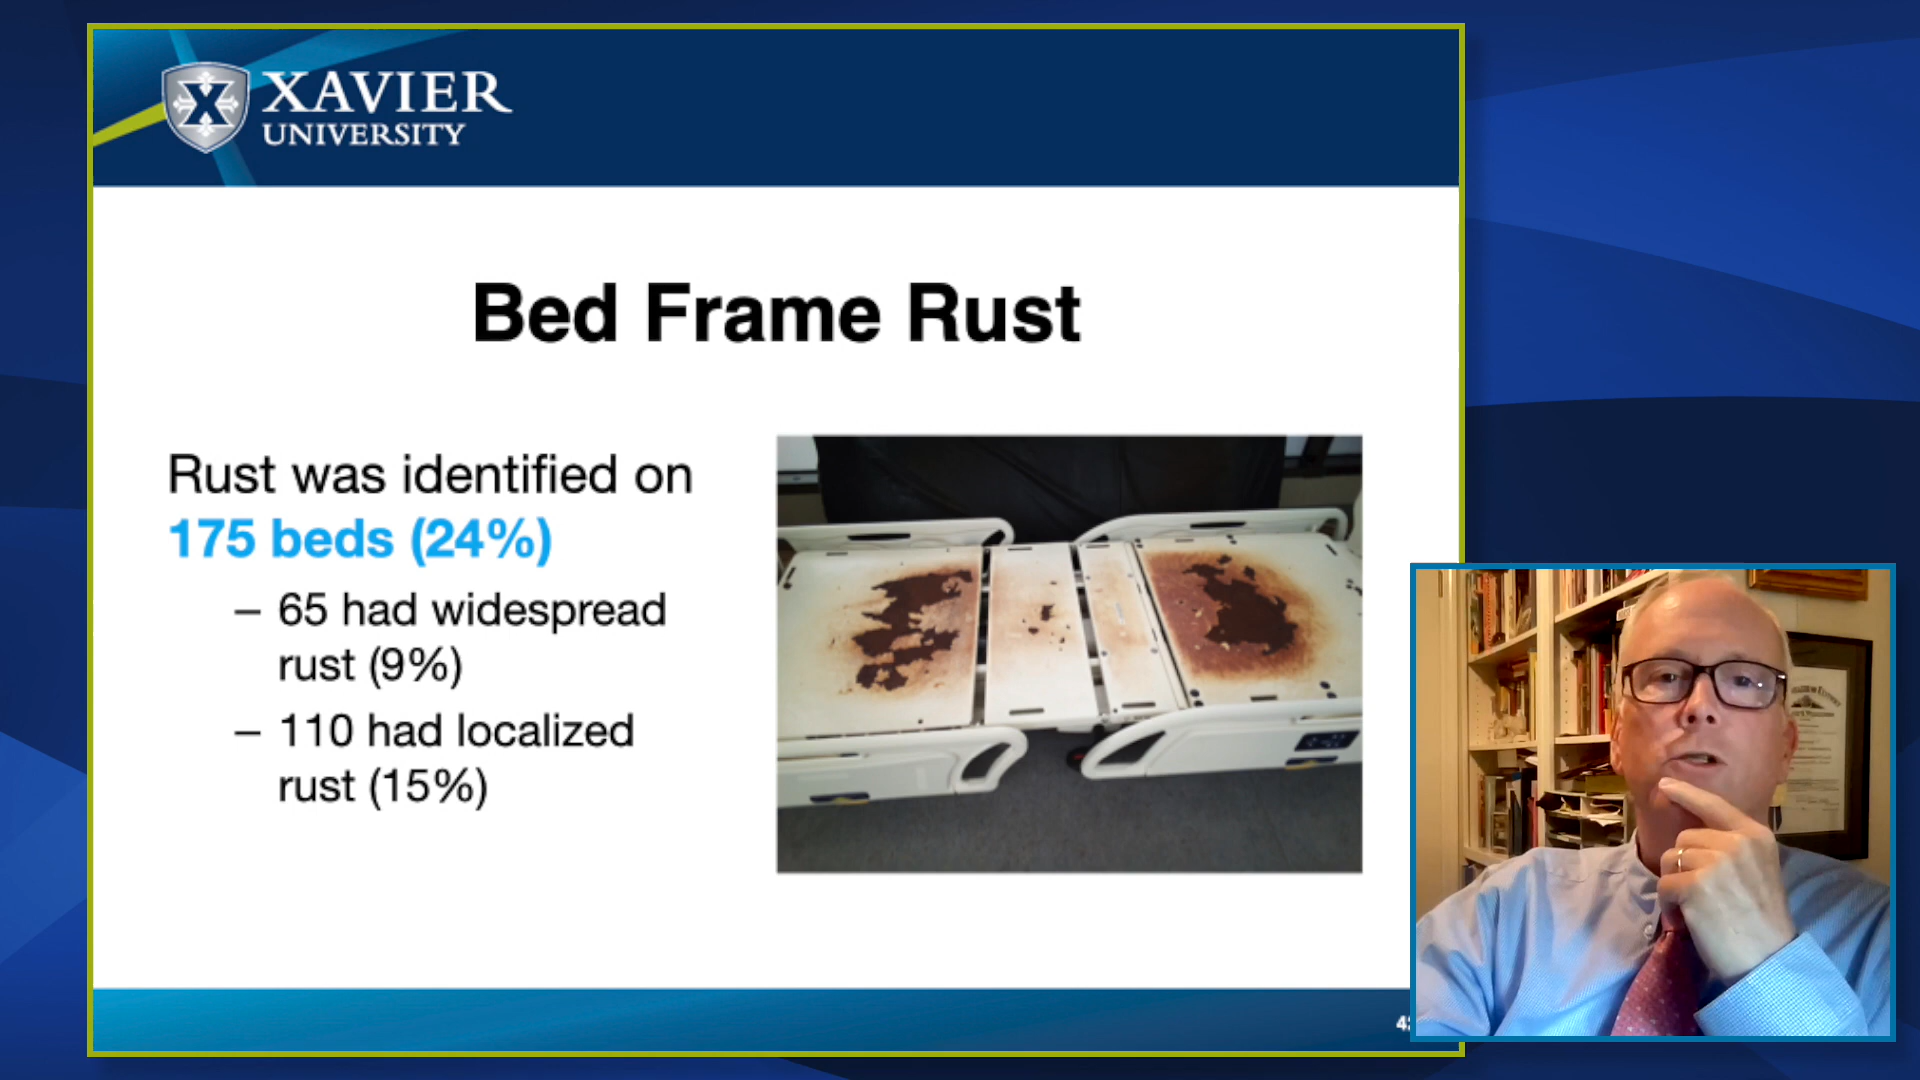 XAVIER
UNIVERSITY
Bed Frame Rust
Rust was identified on
175 beds (24%)
– 65 had widespread
rust (9%)
– 110 had localized
rust (15%)